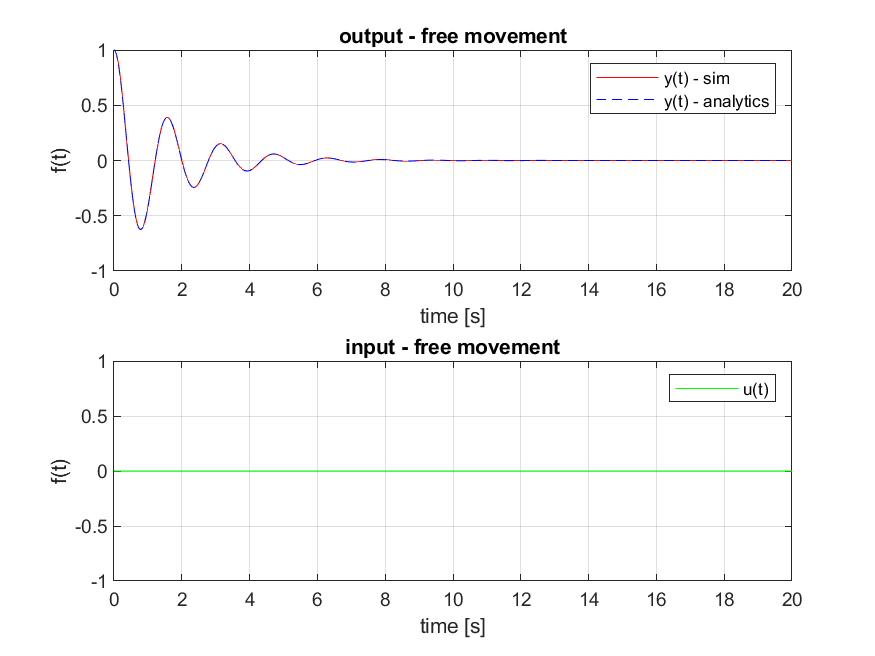 output - free movement
1
0.5
0
-0.5
-1
f(t)
y(t) - sim
y(t) - analytics
0 2 4 6 8 10 12 14 16 18 20
time [s]
input - free movement
1
0.5
0
-0.5
-1
f(t)
u(t)
0 2 4 6 8 10 12 14 16 18 20
time [s]